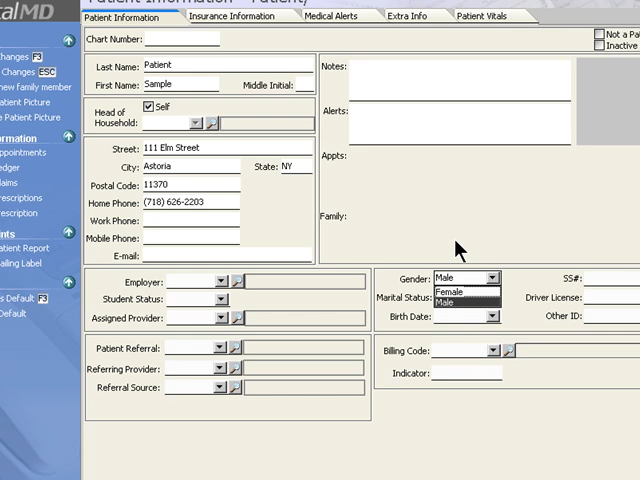 Patient Information
Insurance Information
Medical Alerts
Extra Info
Patient Vitals
Chart Number:
Not a Pa
Inactive
Last Name: Patient
First Name: Sample Middle Initial:
Notes:
Head of Household:
Self
Alerts:
Street: 111 Elm Street
City: Astoria State: NY
Postal Code: 11370
Home Phone: (718) 626-2203
Work Phone:
Mobile Phone:
E-mail:
Appts:
Family:
Employer:
Student Status:
Assigned Provider:
Gender: Male
Female
Male
Marital Status:
Birth Date:
SS#:
Driver License:
Other ID:
Patient Referral:
Referring Provider:
Referral Source:
Billing Code:
Indicator:
talMD
hanges F3
Changes ESC
new family member
atient Picture
e Patient Picture
ormation
ppointments
edger
laims
rescriptions
rescription
nts
atient Report
ailing Label
s Default F3
Default